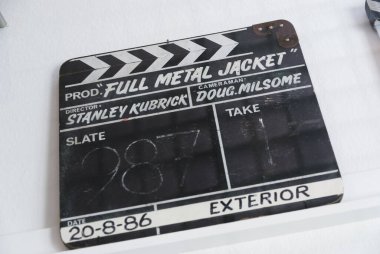 PROD. "FULL METAL JACKET"
DIRECTOR- CAMERAMAN-
STANLEY KUBRICK DOUG. MILSOME
SLATE TAKE
987 1
DATE
20-8-86 EXTERIOR